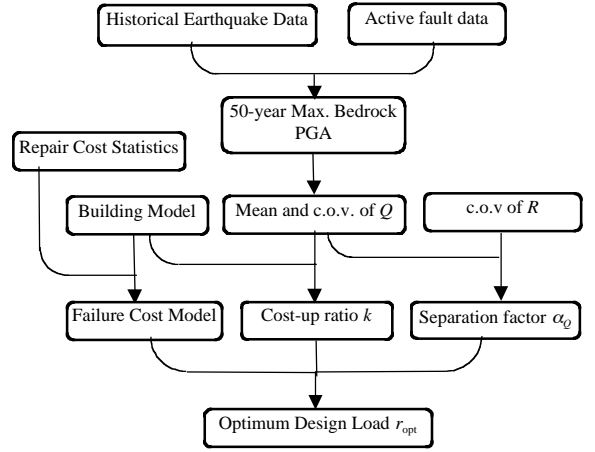 Historical Earthquake Data
Active fault data
50-year Max. Bedrock
PGA
Repair Cost Statistics
Building Model
Mean and c.o.v. of Q
c.o.v of R
Failure Cost Model
Cost-up ratio k
Separation factor αQ
Optimum Design Load ropt